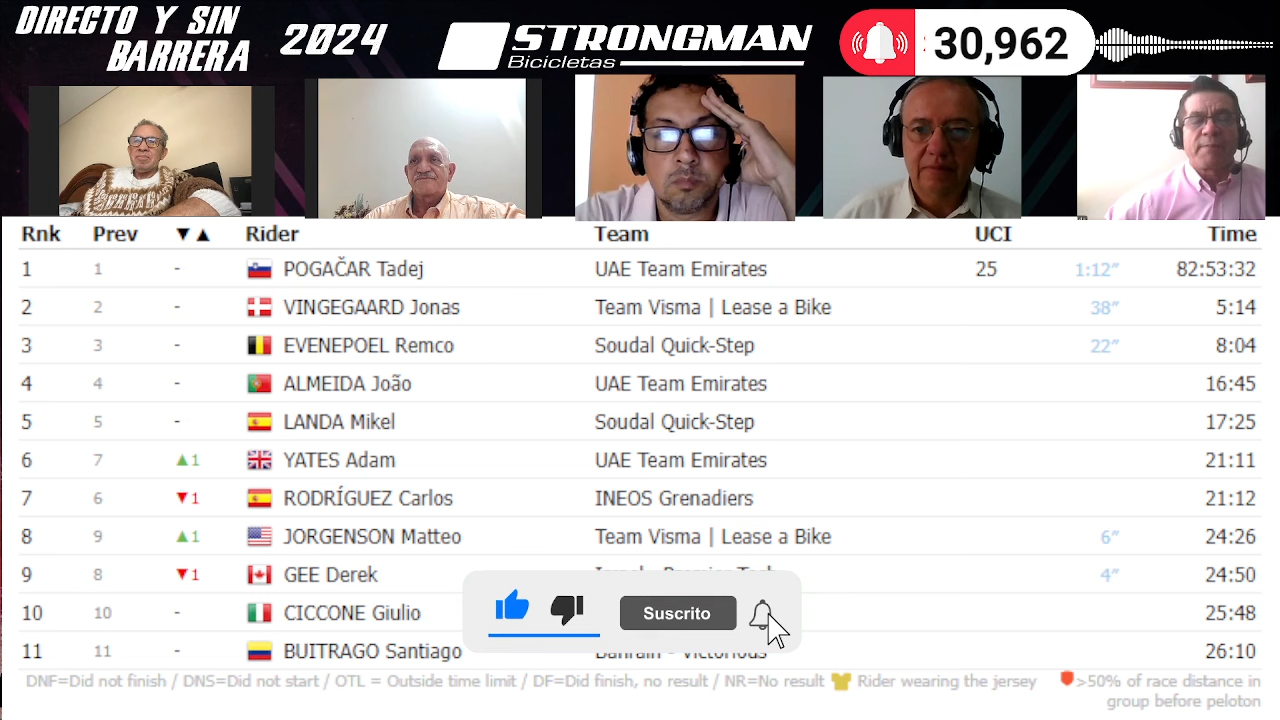 DIRECTO Y SIN BARRERA 2024
STRONGMAN
Bicicletas
30,962
Rnk Prev ▼▲ Rider Team UCI Time
1 1 - POGAČAR Tadej UAE Team Emirates 25 1:12″ 82:53:32
2 2 - VINGEGAARD Jonas Team Visma | Lease a Bike 38″ 5:14
3 3 - EVENEPOEL Remco Soudal Quick-Step 22″ 8:04
4 4 - ALMEIDA João UAE Team Emirates 16:45
5 5 - LANDA Mikel Soudal Quick-Step 17:25
6 7 ▲1 YATES Adam UAE Team Emirates 21:11
7 6 ▼1 RODRÍGUEZ Carlos INEOS Grenadiers 21:12
8 9 ▲1 JORGENSON Matteo Team Visma | Lease a Bike 6″ 24:26
9 8 ▼1 GEE Derek 4″ 24:50
10 10 - CICCONE Giulio 25:48
11 11 - BUITRAGO Santiago Bahrain - Victorious 26:10
Suscrito
DNF=Did not finish / DNS=Did not start / OTL = Outside time limit / DF=Did finish, no result / NR=No result Rider wearing the jersey >50% of race distance in
group before peloton